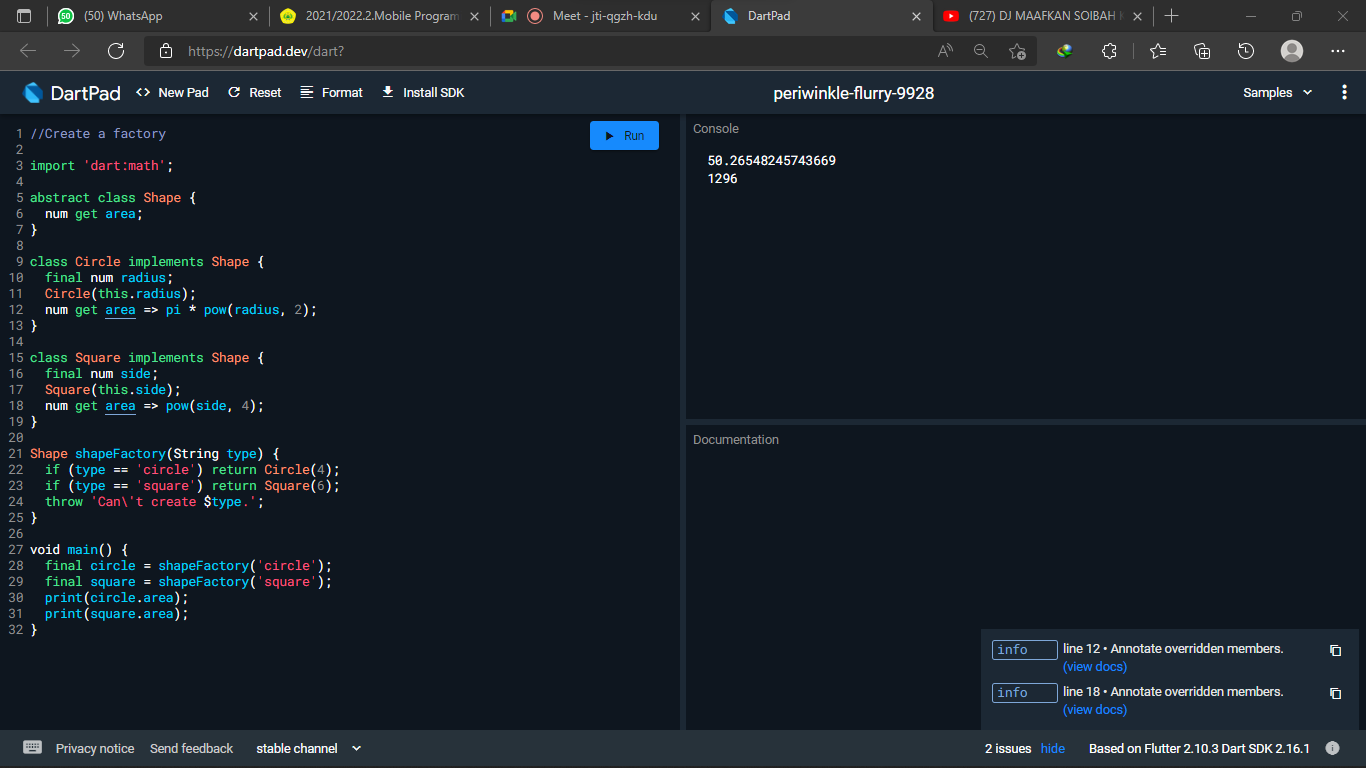 (50) WhatsApp
2021/2022.2.Mobile Program
Meet - jti-qgzh-kdu
DartPad
(727) DJ MAAFKAN SOIBAH K
https://dartpad.dev/dart?
DartPad
<> New Pad
Reset
Format
Install SDK
periwinkle-flurry-9928
Samples
Run
1 //Create a factory
2
3 import 'dart:math';
4
5 abstract class Shape {
6   num get area;
7 }
8
9 class Circle implements Shape {
10   final num radius;
11   Circle(this.radius);
12   num get area => pi * pow(radius, 2);
13 }
14
15 class Square implements Shape {
16   final num side;
17   Square(this.side);
18   num get area => pow(side, 4);
19 }
20
21 Shape shapeFactory(String type) {
22   if (type == 'circle') return Circle(4);
23   if (type == 'square') return Square(6);
24   throw 'Can\'t create $type.';
25 }
26
27 void main() {
28   final circle = shapeFactory('circle');
29   final square = shapeFactory('square');
30   print(circle.area);
31   print(square.area);
32 }
Console
50.26548245743669
1296
Documentation
info line 12 • Annotate overridden members.
(view docs)
info line 18 • Annotate overridden members.
(view docs)
Privacy notice
Send feedback
stable channel
2 issues hide
Based on Flutter 2.10.3 Dart SDK 2.16.1